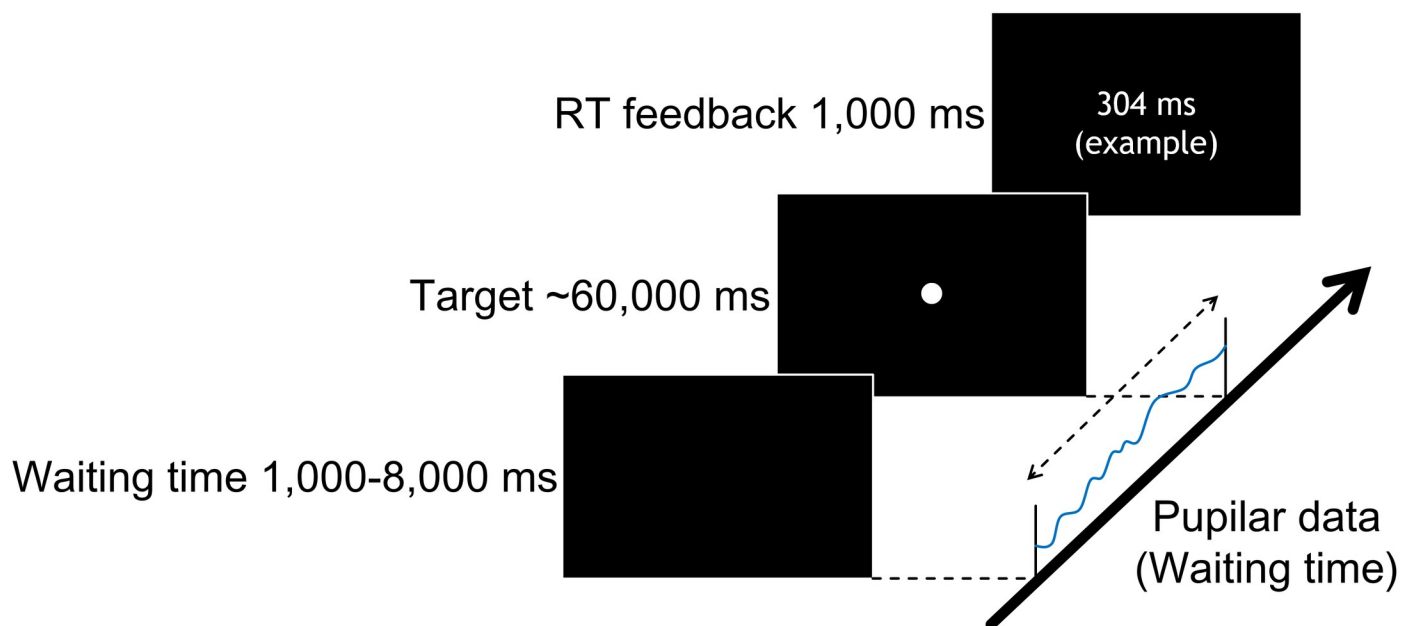 RT feedback 1,000 ms
304 ms
(example)
Target ~60,000 ms
Waiting time 1,000-8,000 ms
Pupilar data
(Waiting time)